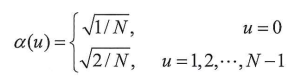 α(u) = { √1/N, u = 0
√2/N, u = 1,2,⋯,N−1